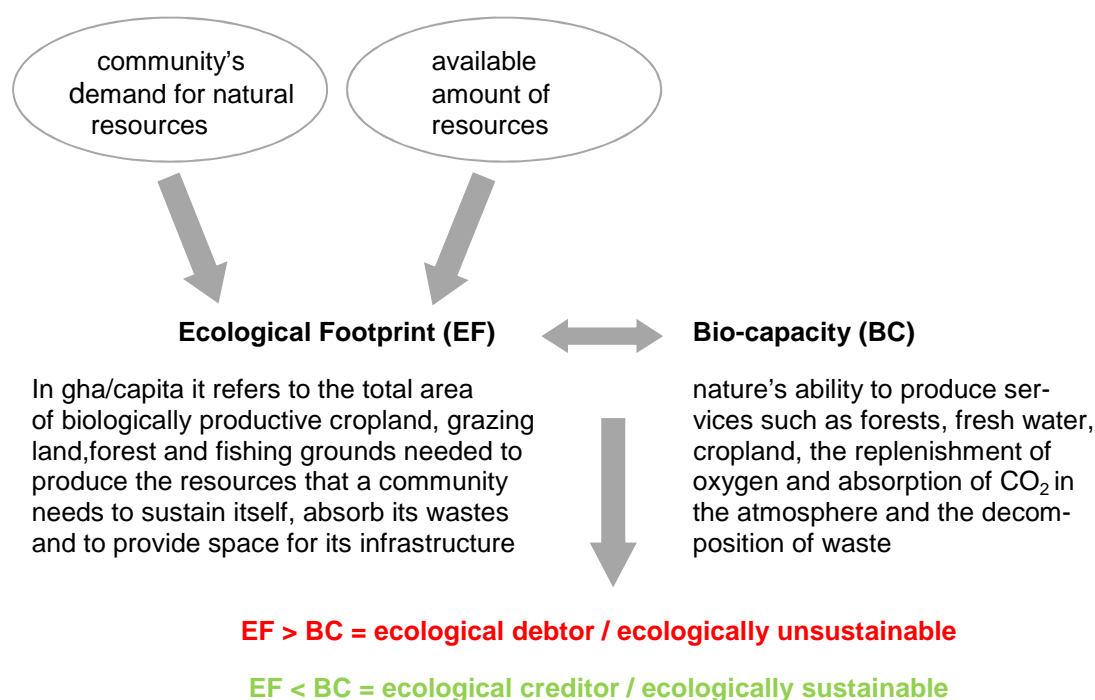 community’s
demand for natural
resources
available
amount of
resources
Ecological Footprint (EF)
In gha/capita it refers to the total area
of biologically productive cropland, grazing
land,forest and fishing grounds needed to
produce the resources that a community
needs to sustain itself, absorb its wastes
and to provide space for its infrastructure
Bio-capacity (BC)
nature’s ability to produce ser-
vices such as forests, fresh water,
cropland, the replenishment of
oxygen and absorption of CO₂ in
the atmosphere and the decom-
position of waste
EF > BC = ecological debtor / ecologically unsustainable
EF < BC = ecological creditor / ecologically sustainable